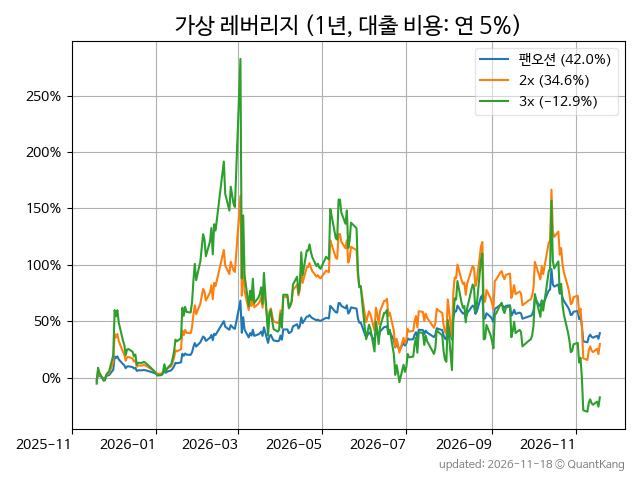 가상 레버리지 (1년, 대출 비용: 연 5%)
팬오션 (42.0%)
2x (34.6%)
3x (-12.9%)
250%
200%
150%
100%
50%
0%
2025-11
2026-01
2026-03
2026-05
2026-07
2026-09
2026-11
updated: 2026-11-18 © QuantKang